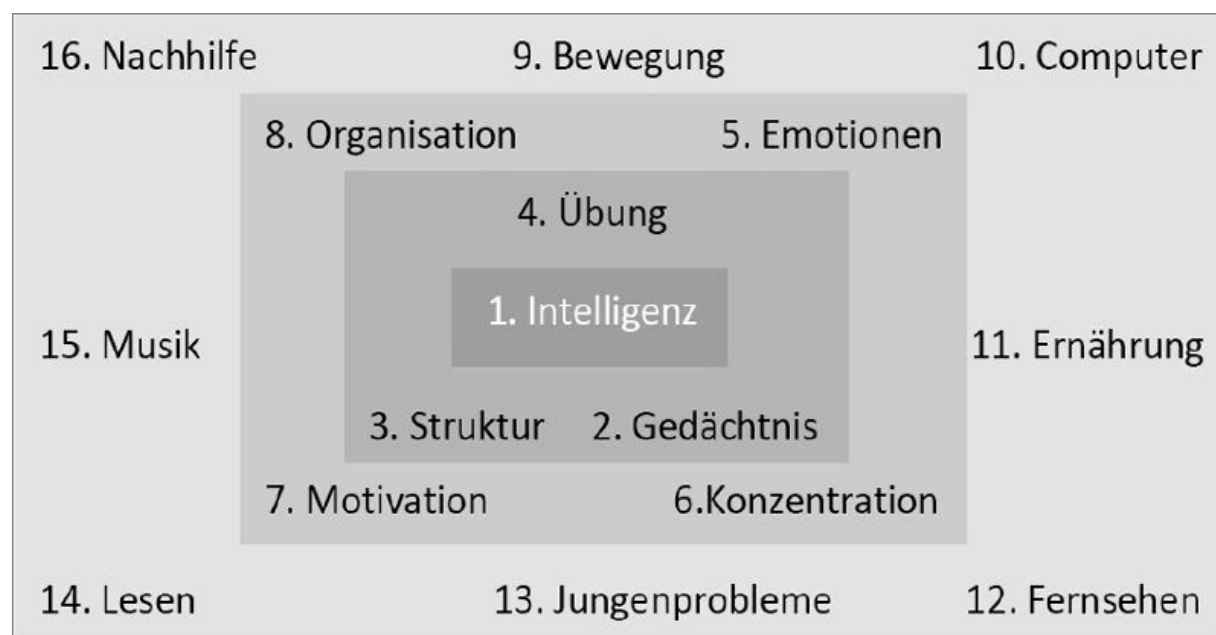 16. Nachhilfe 9. Bewegung 10. Computer
8. Organisation 5. Emotionen
4. Übung
1. Intelligenz
15. Musik 11. Ernährung
3. Struktur 2. Gedächtnis
7. Motivation 6.Konzentration
14. Lesen 13. Jungenprobleme 12. Fernsehen